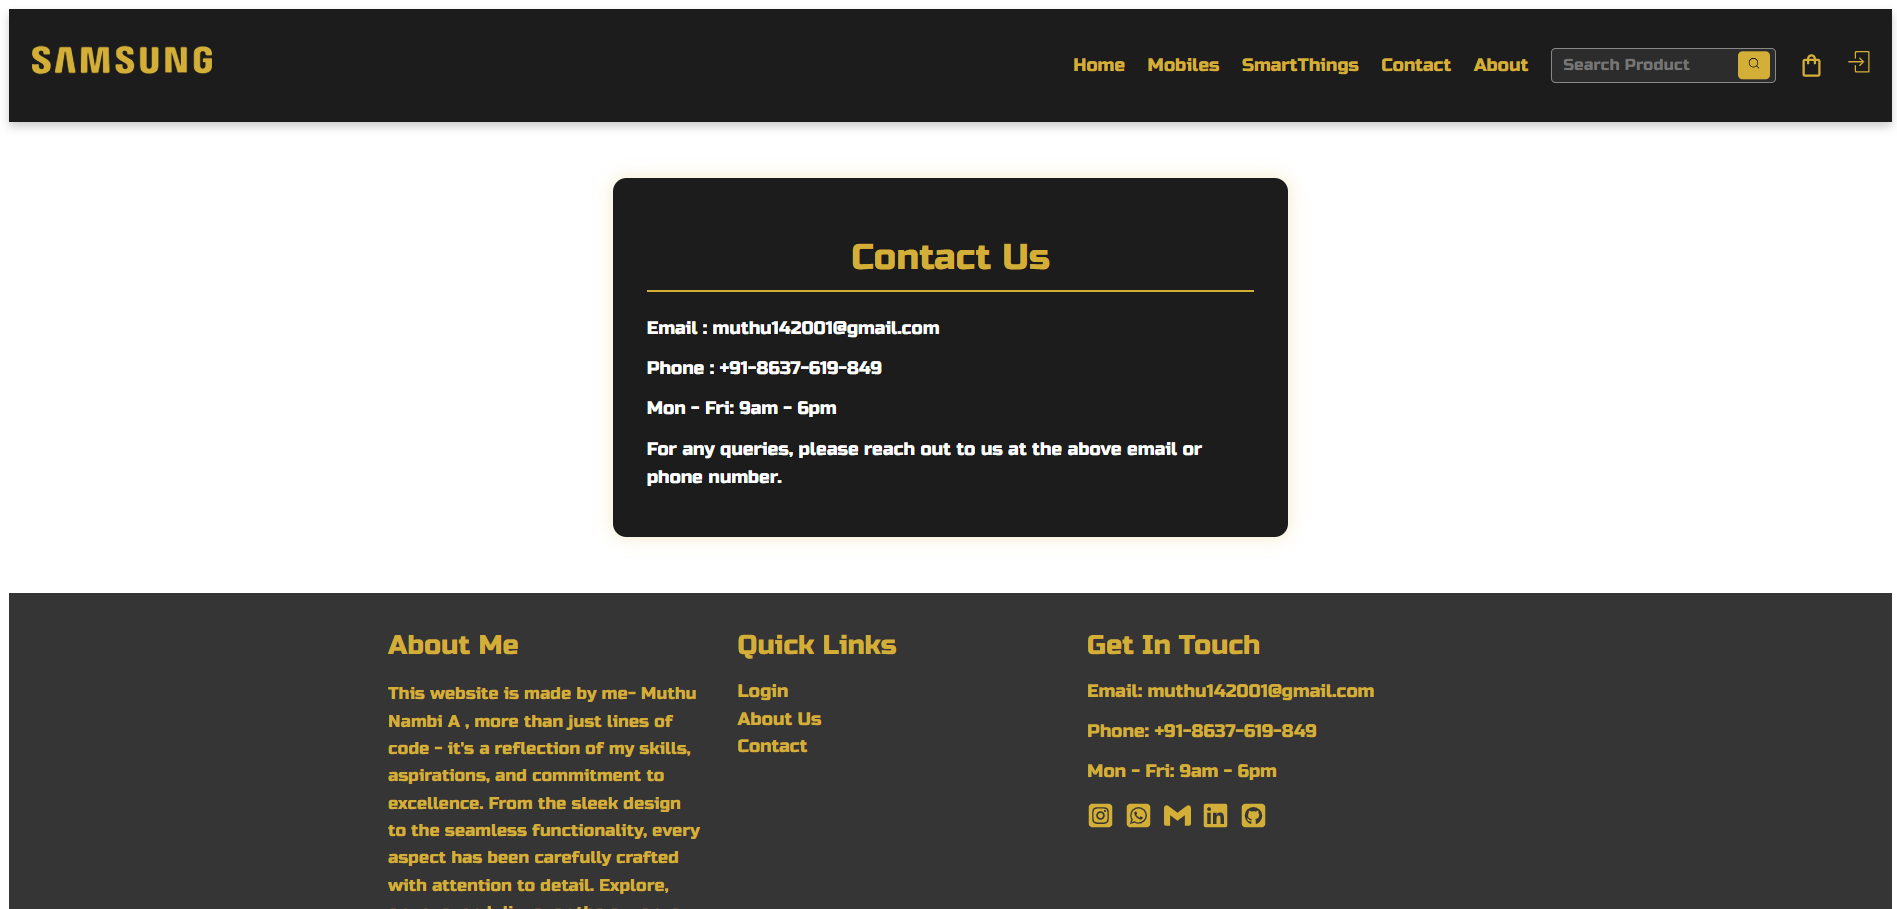 SAMSUNG
Home Mobiles SmartThings Contact About Search Product
Contact Us
Email : muthu142001@gmail.com
Phone : +91-8637-619-849
Mon - Fri: 9am - 6pm
For any queries, please reach out to us at the above email or
phone number.
About Me
This website is made by me- Muthu
Nambi A , more than just lines of
code - it's a reflection of my skills,
aspirations, and commitment to
excellence. From the sleek design
to the seamless functionality, every
aspect has been carefully crafted
with attention to detail. Explore,
Quick Links
Login
About Us
Contact
Get In Touch
Email: muthu142001@gmail.com
Phone: +91-8637-619-849
Mon - Fri: 9am - 6pm